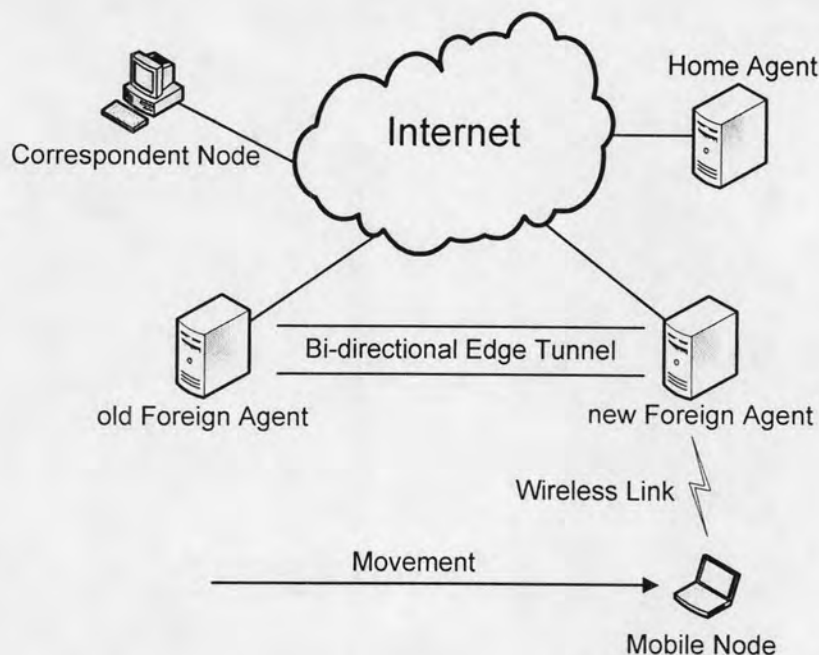 Home Agent
Internet
Correspondent Node
Bi-directional Edge Tunnel
old Foreign Agent
new Foreign Agent
Wireless Link
Movement
Mobile Node